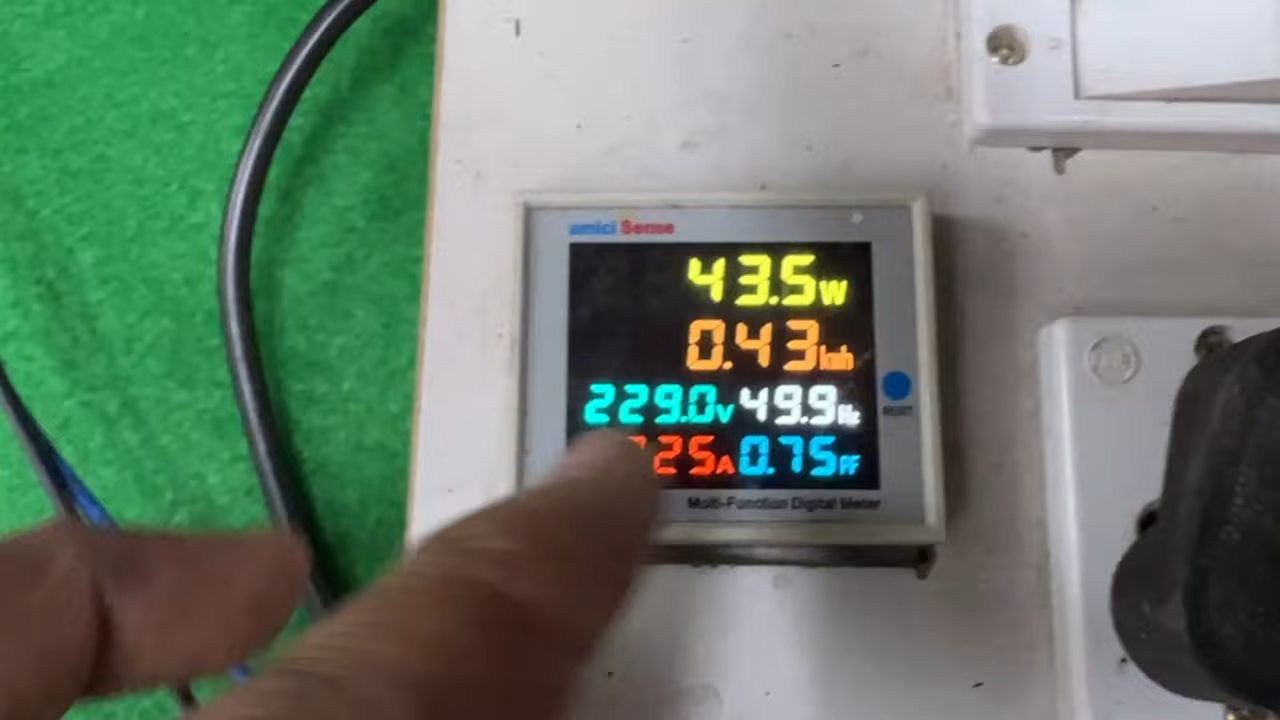 amici Sense
43.5W
0.43kwh
229.0V 49.9Hz
25A 0.75PF
RESET
Multi-Function Digital Meter